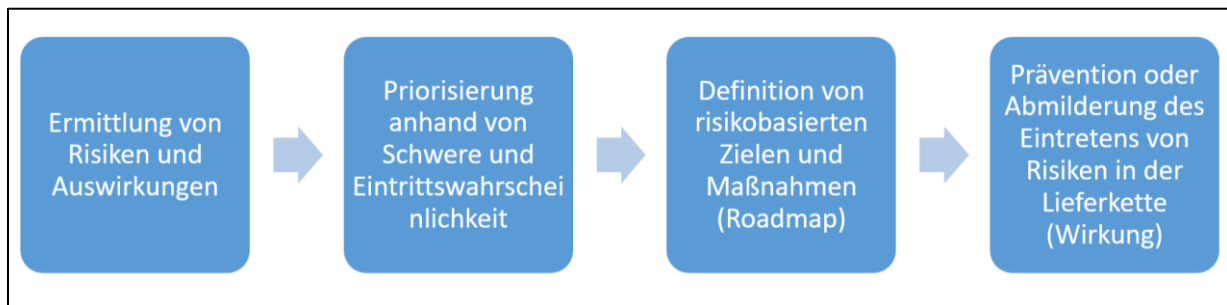 Ermittlung von
Risiken und
Auswirkungen
Priorisierung
anhand von
Schwere und
Eintrittswahrschei
nlichkeit
Definition von
risikobasierten
Zielen und
Maßnahmen
(Roadmap)
Prävention oder
Abmilderung des
Eintretens von
Risiken in der
Lieferkette
(Wirkung)